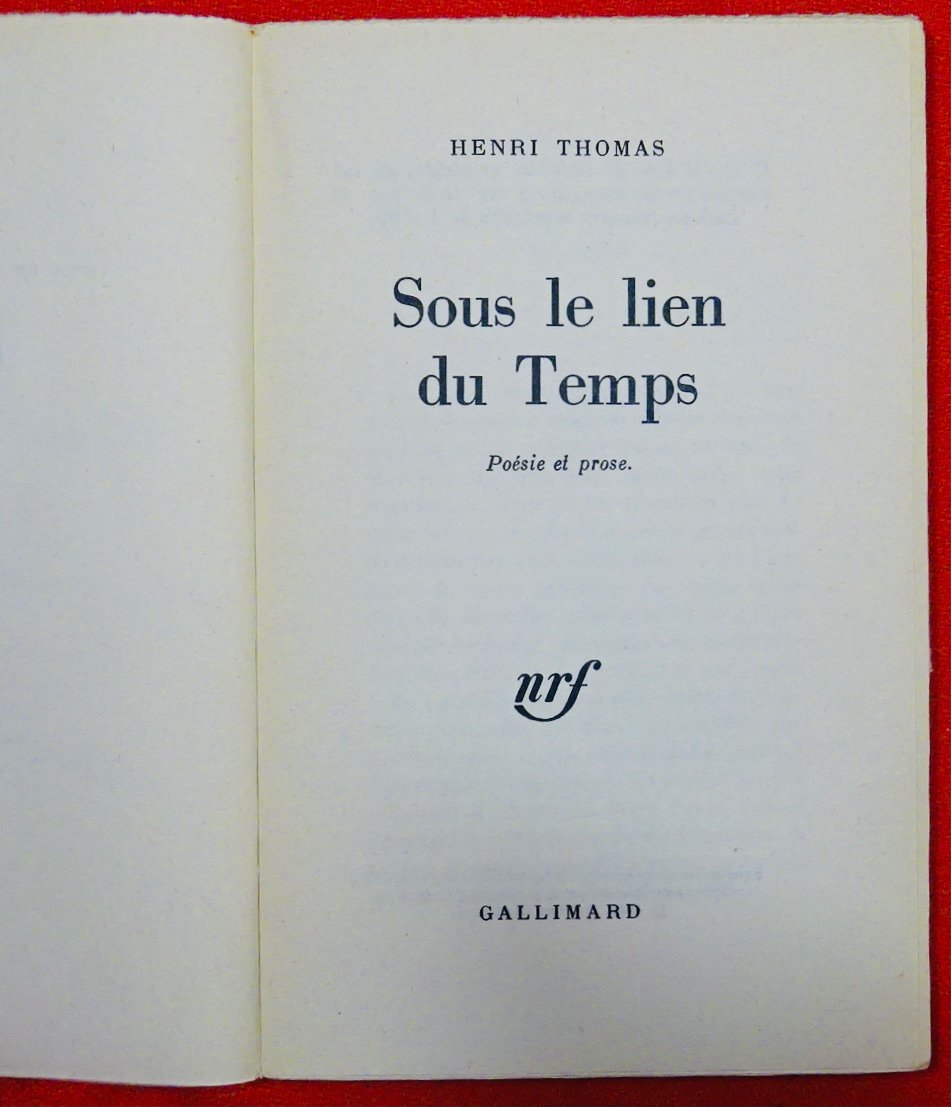 HENRI THOMAS
Sous le lien
du Temps
Poésie et prose.
nrf
GALLIMARD